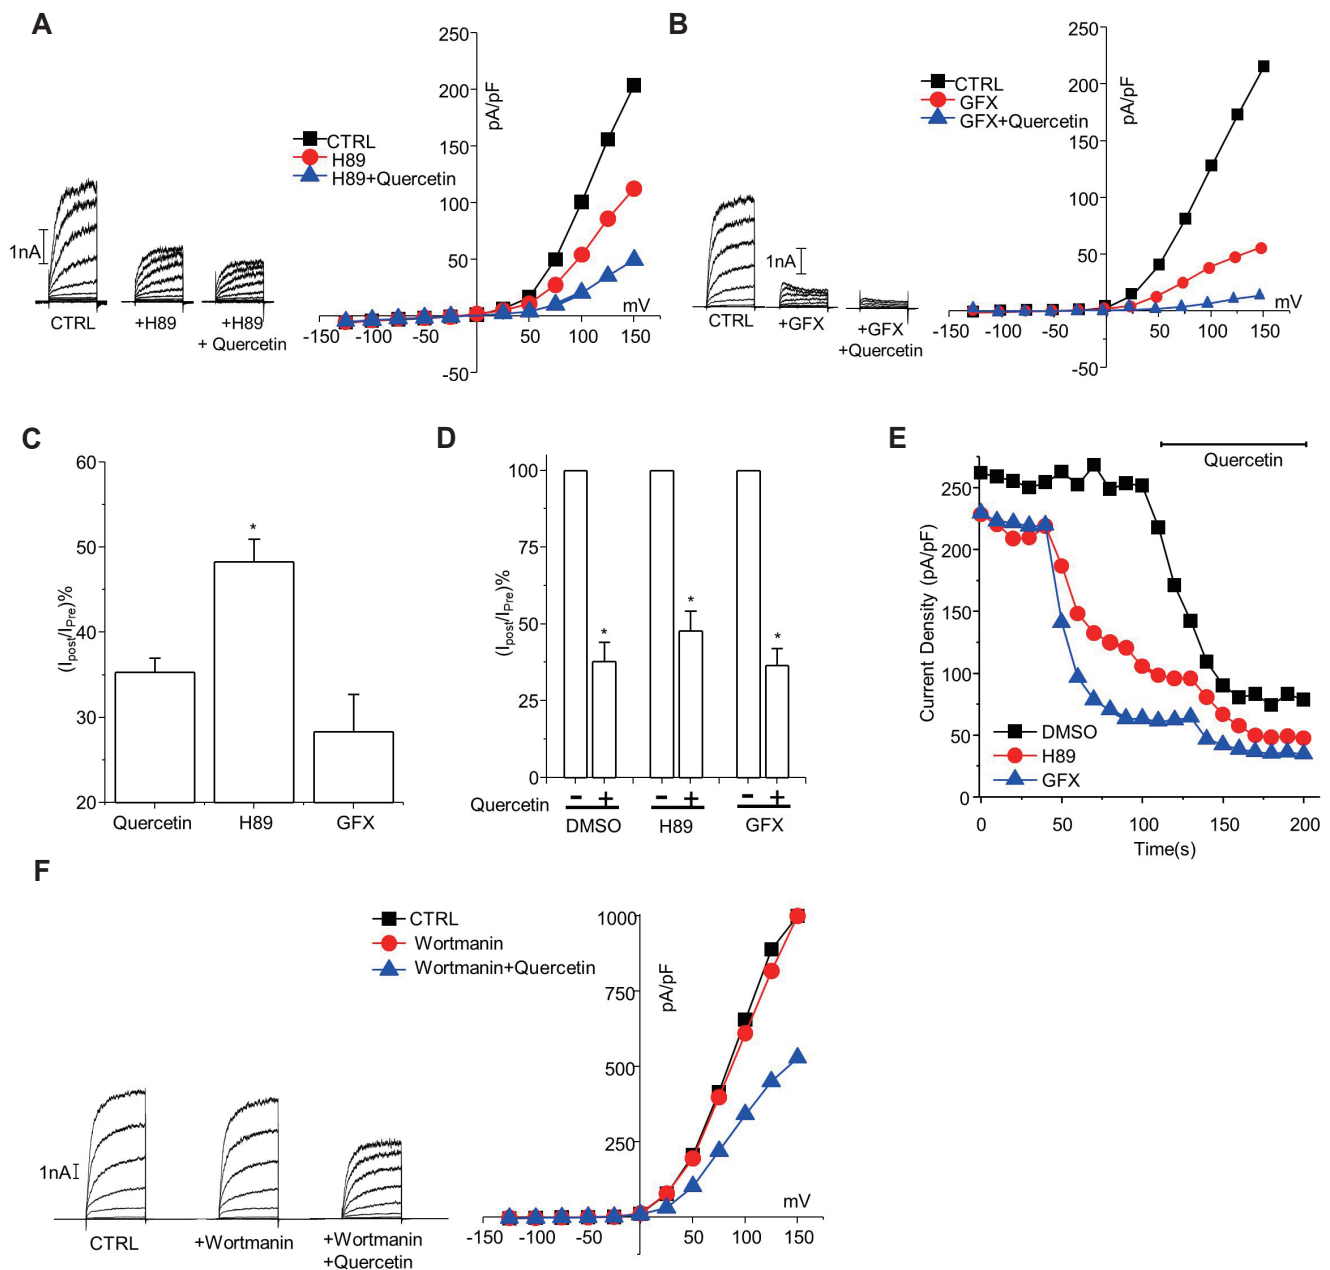 A
250
200
150
100
50
-50
pA/pF
mV
CTRL
H89
H89+Quercetin
-150 -100 -50 50 100 150
1nA
CTRL
+H89
+H89
+ Quercetin
B
250
200
150
100
50
-50
pA/pF
mV
CTRL
GFX
GFX+Quercetin
-150 -100 -50 50 100 150
1nA
CTRL
+GFX
+GFX
+Quercetin
C
60
50
40
30
20
(Ipost/IPre)%
*
Quercetin H89 GFX
D
100
75
50
25
0
(Ipost/IPre)%
* * *
Quercetin - + - + - +
DMSO H89 GFX
E
Quercetin
250
200
150
100
50
0
Current Density (pA/pF)
DMSO
H89
GFX
0 50 100 150 200
Time(s)
F
CTRL
Wortmanin
Wortmanin+Quercetin
1000
750
500
250
pA/pF
mV
-150 -100 -50 50 100 150
1nA
CTRL
+Wortmanin
+Wortmanin
+Quercetin